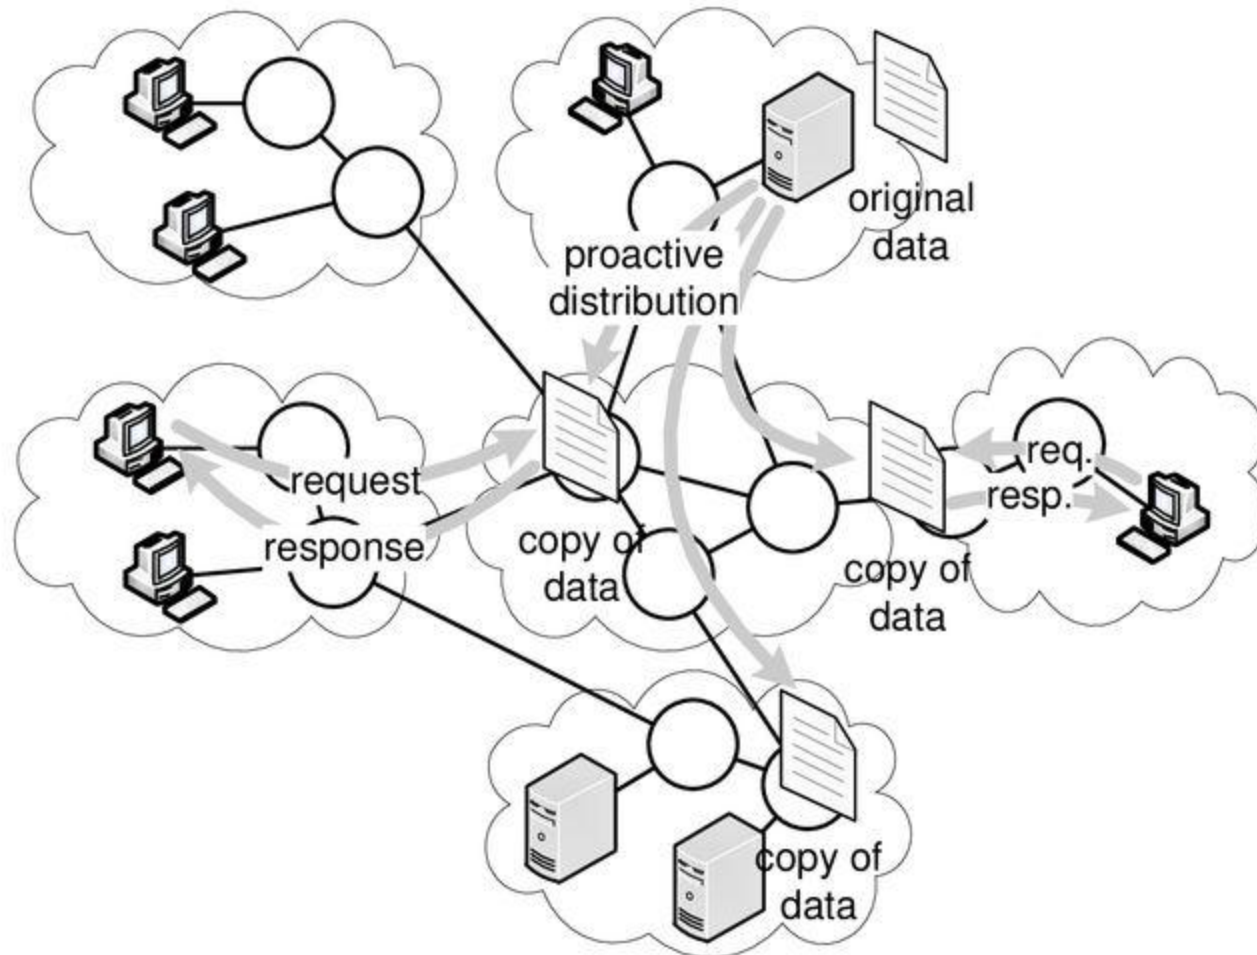 original
data
proactive
distribution
request
response
copy of
data
req.
resp.
copy of
data
copy of
data